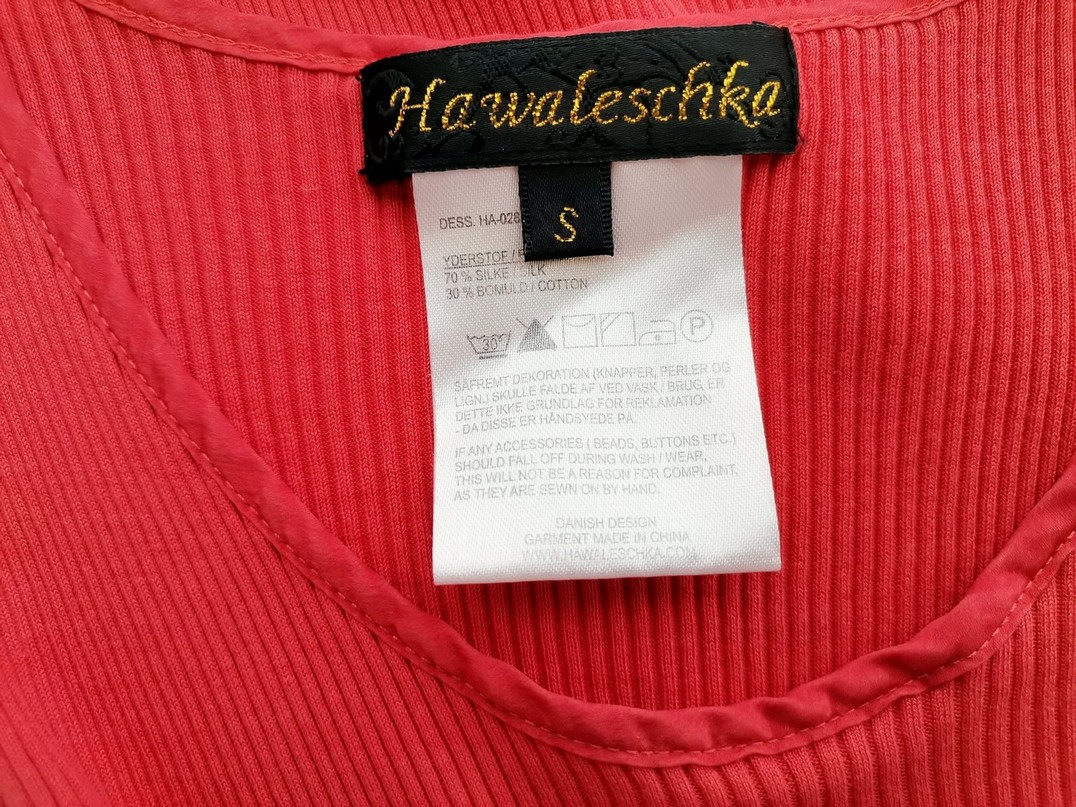 Hawaleschka
S
DESS. HA-028
YDERSTOF /
70 % SILKE / SILK
30 % BOMULD / COTTON
30°
P
SÅFREMT DEKORATION (KNAPPER, PERLER OG
LIGN.) SKULLE FALDE AF VED VASK / BRUG, ER
DETTE IKKE GRUNDLAG FOR REKLAMATION
- DA DISSE ER HÅNDSYEDE PÅ.
IF ANY ACCESSORIES ( BEADS, BUTTONS ETC.)
SHOULD FALL OFF DURING WASH / WEAR,
THIS WILL NOT BE A REASON FOR COMPLAINT,
AS THEY ARE SEWN ON BY HAND.
DANISH DESIGN
GARMENT MADE IN CHINA
WWW.HAWALESCHKA.COM